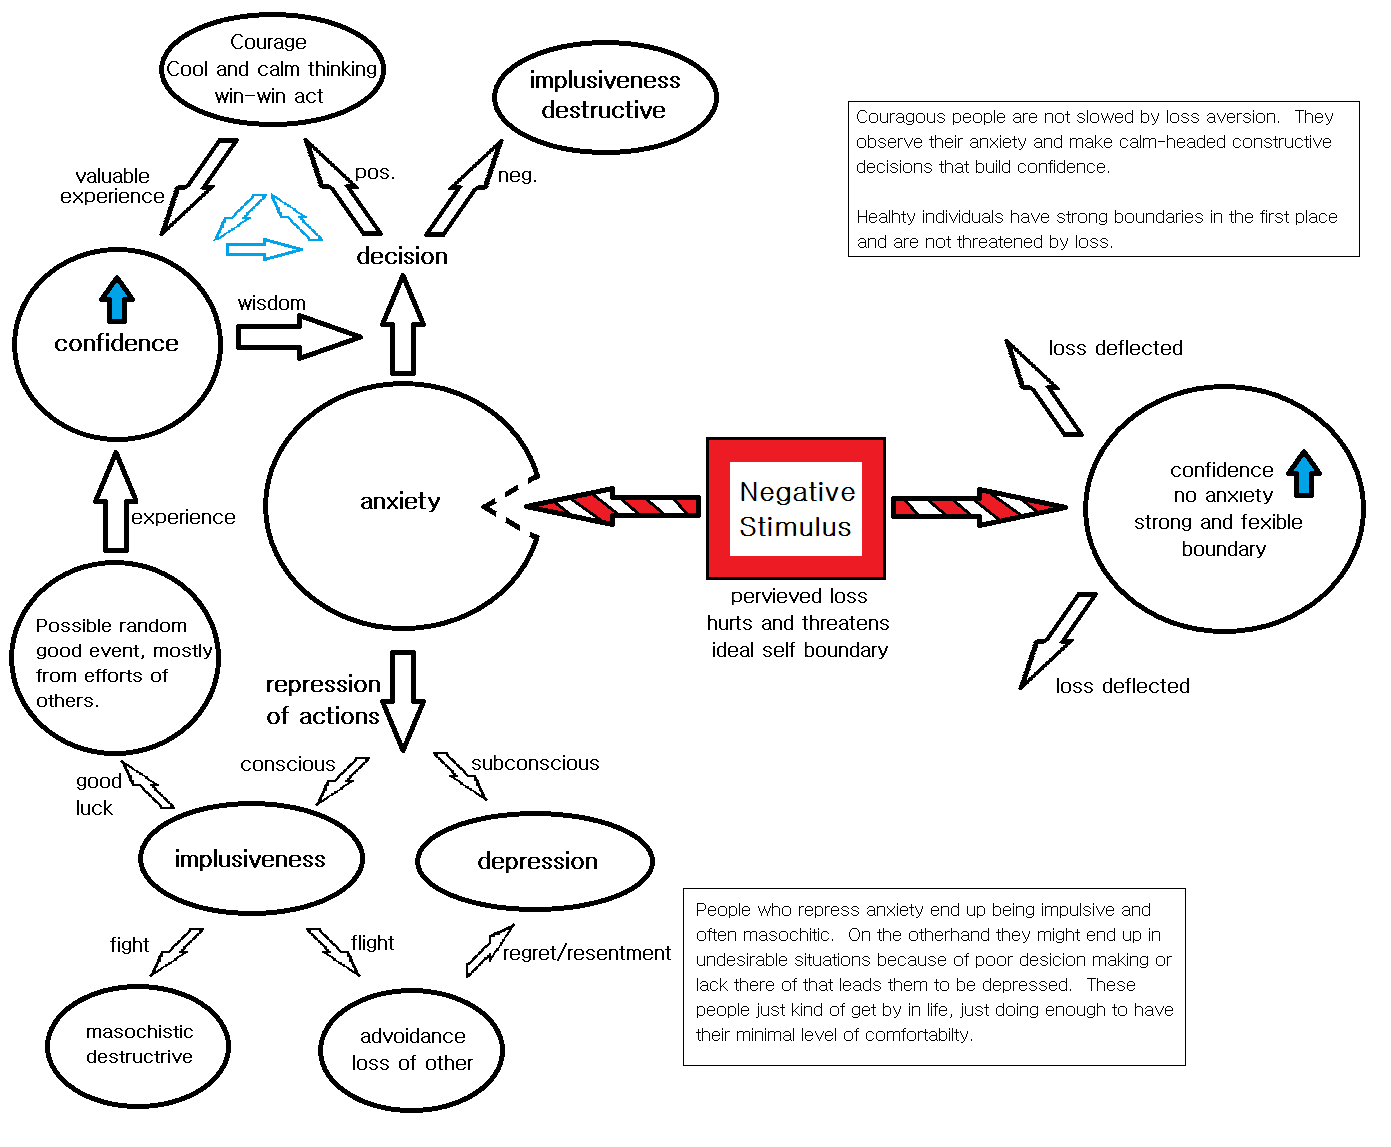 Courage
Cool and calm thinking
win-win act
implusiveness
destructive
Couragous people are not slowed by loss aversion. They
observe their anxiety and make calm-headed constructive
decisions that build confidence.
Healhty individuals have strong boundaries in the first place
and are not threatened by loss.
valuable
experience
pos.
neg.
decision
wisdom
confidence
loss deflected
anxiety
Negative
Stimulus
confidence
no anxiety
strong and fexible
boundary
experience
pervieved loss
hurts and threatens
ideal self boundary
Possible random
good event, mostly
from efforts of
others.
repression
of actions
loss deflected
conscious
subconscious
good
luck
implusiveness
depression
People who repress anxiety end up being impulsive and
often masochitic. On the otherhand they might end up in
undesirable situations because of poor desicion making or
lack there of that leads them to be depressed. These
people just kind of get by in life, just doing enough to have
their minimal level of comfortabilty.
fight
flight
regret/resentment
masochistic
destructrive
advoidance
loss of other